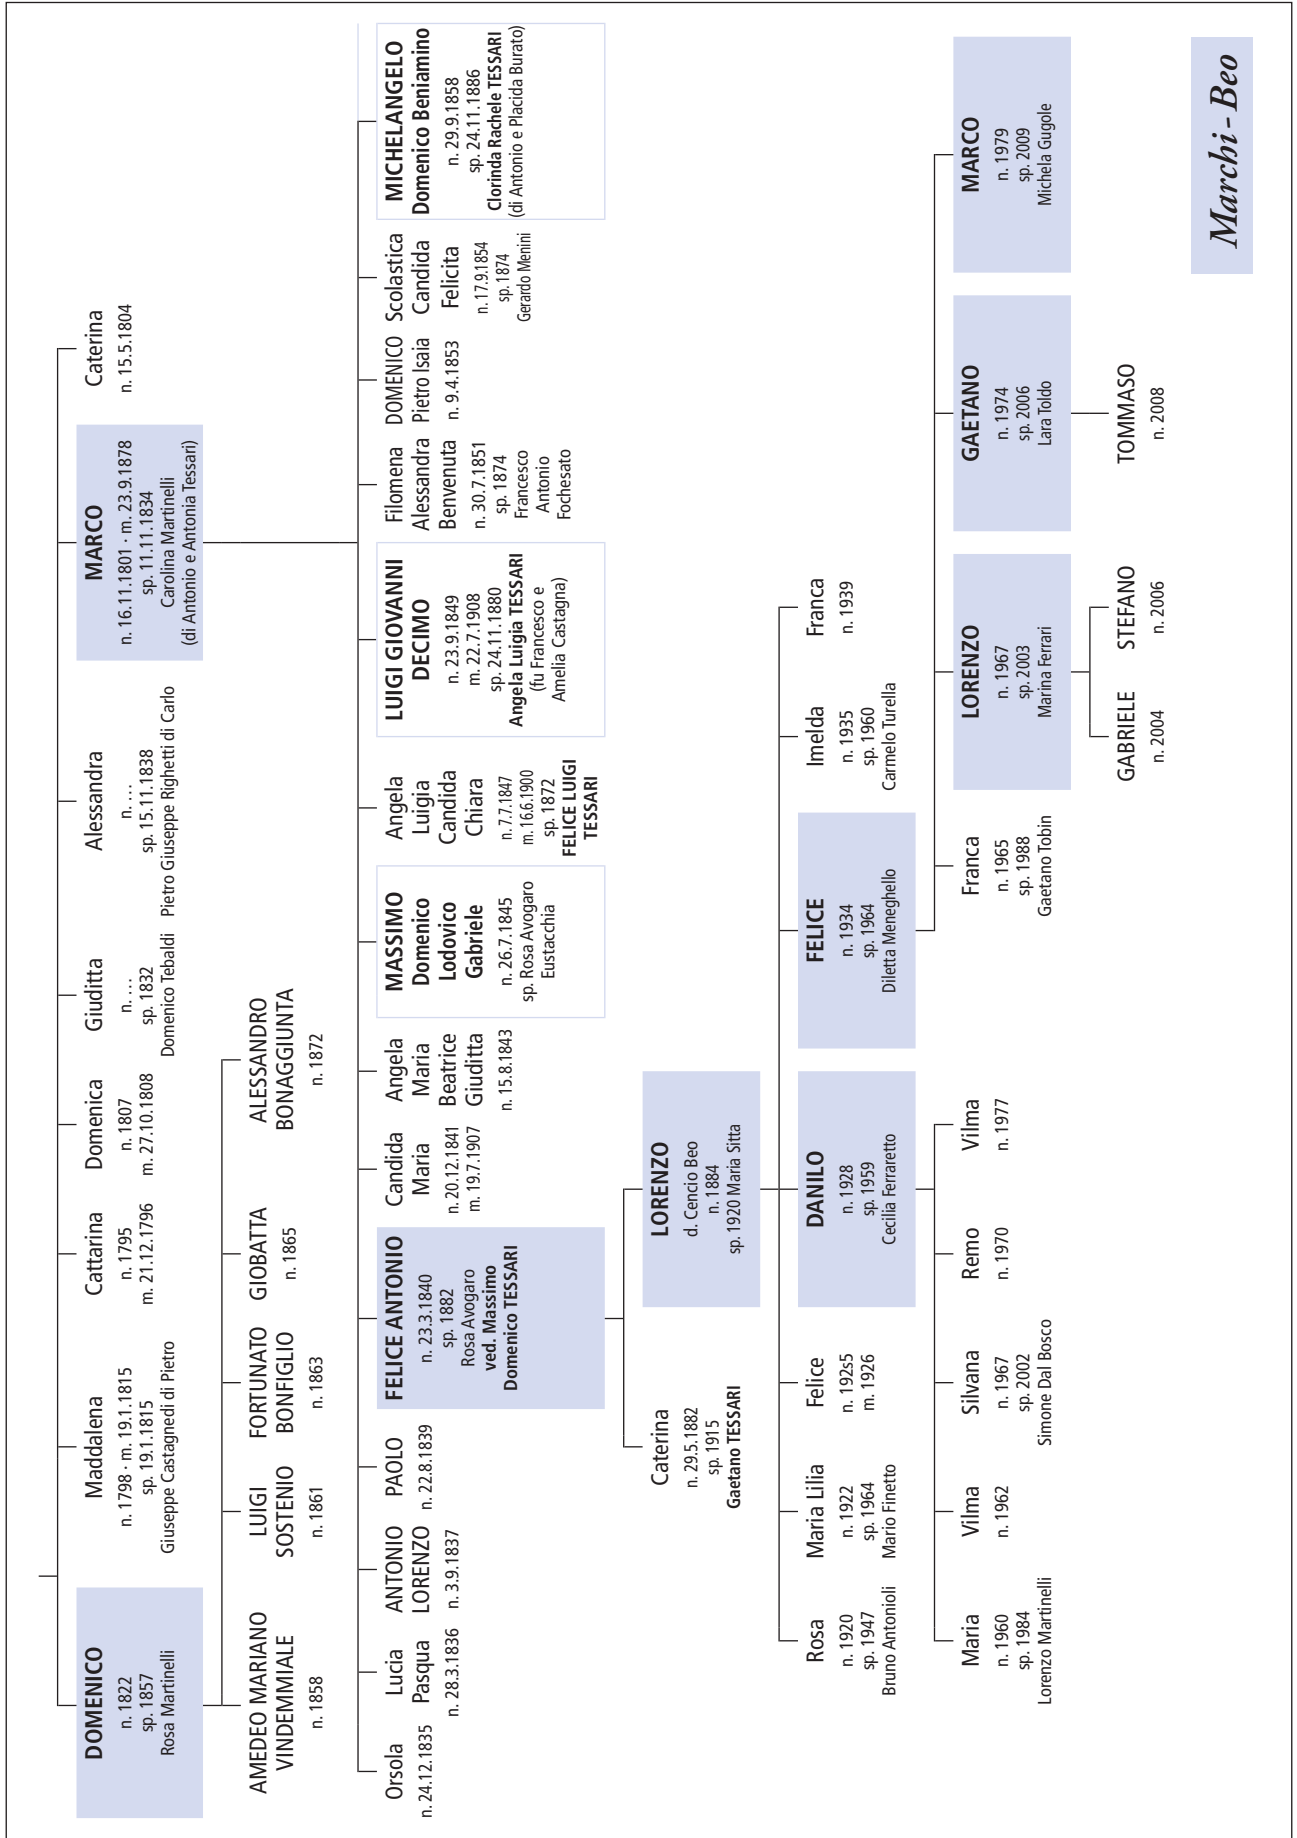 DOMENICO
n. 1822
sp. 1857
Rosa Martinelli
Maddalena
n. 1798 · m. 19.1.1815
sp. 19.1.1815
Giuseppe Castagnedi di Pietro
Cattarina
n. 1795
m. 21.12.1796
Domenica
n. 1807
m. 27.10.1808
Giuditta
n. ...
sp. 1832
Domenico Tebaldi
Alessandra
n. ...
sp. 15.11.1838
Pietro Giuseppe Righetti di Carlo
MARCO
n. 16.11.1801 · m. 23.9.1878
sp. 11.11.1834
Carolina Martinelli
(di Antonio e Antonia Tessari)
Caterina
n. 15.5.1804
AMEDEO MARIANO
VINDEMMIALE
n. 1858
LUIGI
SOSTENIO
n. 1861
FORTUNATO
BONFIGLIO
n. 1863
GIOBATTA
n. 1865
ALESSANDRO
BONAGGIUNTA
n. 1872
Orsola
n. 24.12.1835
Lucia
Pasqua
n. 28.3.1836
ANTONIO
LORENZO
n. 3.9.1837
PAOLO
n. 22.8.1839
FELICE ANTONIO
n. 23.3.1840
sp. 1882
Rosa Avogaro
ved. Massimo
Domenico TESSARI
Candida
Maria
n. 20.12.1841
m. 19.7.1907
Angela
Maria
Beatrice
Giuditta
n. 15.8.1843
MASSIMO
Domenico
Lodovico
Gabriele
n. 26.7.1845
sp. Rosa Avogaro
Eustacchia
Angela
Luigia
Candida
Chiara
n. 7.7.1847
m. 16.6.1900
sp. 1872
FELICE LUIGI
TESSARI
LUIGI GIOVANNI
DECIMO
n. 23.9.1849
m. 22.7.1908
sp. 24.11.1880
Angela Luigia TESSARI
(fu Francesco e
Amelia Castagna)
Filomena
Alessandra
Benvenuta
n. 30.7.1851
sp. 1874
Francesco
Antonio
Fochesato
DOMENICO
Pietro Isaia
n. 9.4.1853
Scolastica
Candida
Felicita
n. 17.9.1854
sp. 1874
Gerardo Menini
MICHELANGELO
Domenico Beniamino
n. 29.9.1858
sp. 24.11.1886
Clorinda Rachele TESSARI
(di Antonio e Placida Burato)
Caterina
n. 29.5.1882
sp. 1915
Gaetano TESSARI
LORENZO
d. Cencio Beo
n. 1884
sp. 1920 Maria Sitta
Rosa
n. 1920
sp. 1947
Bruno Antonioli
Maria Lilia
n. 1922
sp. 1964
Mario Finetto
Felice
n. 192s5
m. 1926
DANILO
n. 1928
sp. 1959
Cecilia Ferraretto
FELICE
n. 1934
sp. 1964
Diletta Meneghello
Imelda
n. 1935
sp. 1960
Carmelo Turella
Franca
n. 1939
Maria
n. 1960
sp. 1984
Lorenzo Martinelli
Vilma
n. 1962
Silvana
n. 1967
sp. 2002
Simone Dal Bosco
Remo
n. 1970
Vilma
n. 1977
Franca
n. 1965
sp. 1988
Gaetano Tobin
LORENZO
n. 1967
sp. 2003
Marina Ferrari
GAETANO
n. 1974
sp. 2006
Lara Toldo
MARCO
n. 1979
sp. 2009
Michela Gugole
GABRIELE
n. 2004
STEFANO
n. 2006
TOMMASO
n. 2008
Marchi - Beo